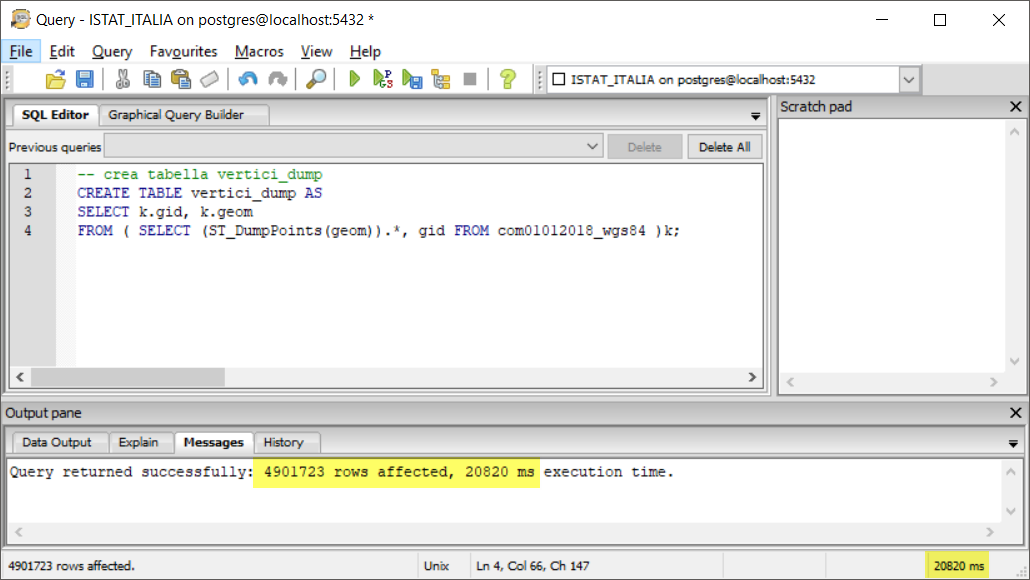 Query - ISTAT_ITALIA on postgres@localhost:5432 *
File Edit Query Favourites Macros View Help
ISTAT_ITALIA on postgres@localhost:5432
SQL Editor Graphical Query Builder
Scratch pad
Previous queries Delete Delete All
1 -- crea tabella vertici_dump
2 CREATE TABLE vertici_dump AS
3 SELECT k.gid, k.geom
4 FROM ( SELECT (ST_DumpPoints(geom)).*, gid FROM com01012018_wgs84 )k;
Output pane
Data Output Explain Messages History
Query returned successfully: 4901723 rows affected, 20820 ms execution time.
4901723 rows affected. Unix Ln 4, Col 66, Ch 147 20820 ms